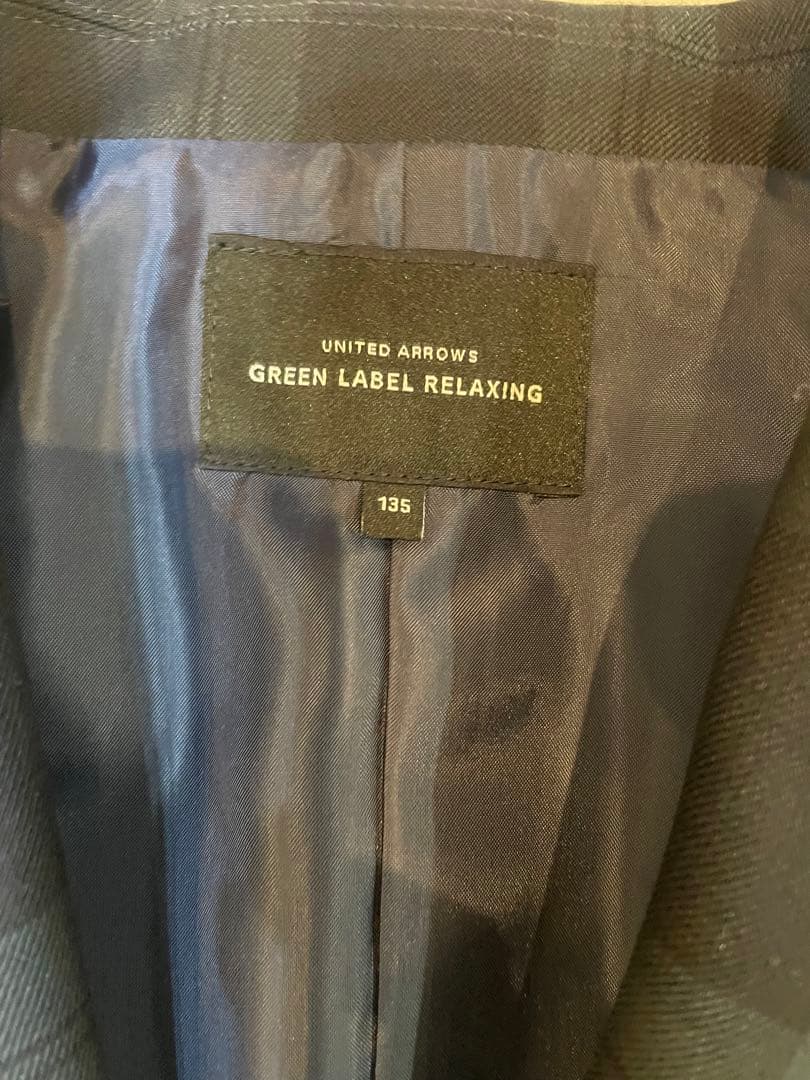 UNITED ARROWS
GREEN LABEL RELAXING
135